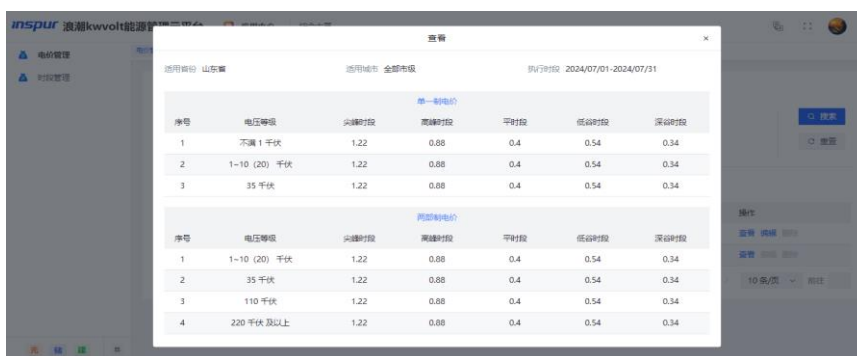 inspur 浪潮kwvolt能源管理云平台
电价管理
时段管理
查看 ×
适用省份 山东省 适用城市 全部市级 执行时段 2024/07/01-2024/07/31
单一制电价
序号 电压等级 尖峰时段 高峰时段 平时段 低谷时段 深谷时段
1 不满 1 千伏 1.22 0.88 0.4 0.54 0.34
2 1~10（20）千伏 1.22 0.88 0.4 0.54 0.34
3 35 千伏 1.22 0.88 0.4 0.54 0.34
两部制电价
序号 电压等级 尖峰时段 高峰时段 平时段 低谷时段 深谷时段
1 1~10（20）千伏 1.22 0.88 0.4 0.54 0.34
2 35 千伏 1.22 0.88 0.4 0.54 0.34
3 110 千伏 1.22 0.88 0.4 0.54 0.34
4 220 千伏 及以上 1.22 0.88 0.4 0.54 0.34
搜索
重置
操作
查看 编辑
查看
10 条/页 前往
光 储 课